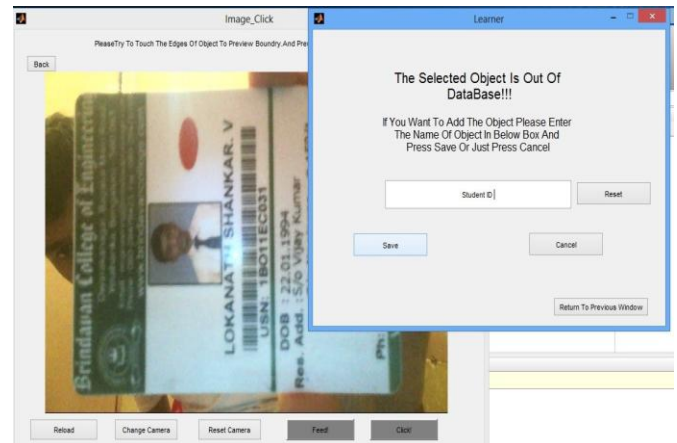 Image_Click
PleaseTry To Touch The Edges Of Object To Preview Boundry.And Pre
Back
Brindavan College of Engineering
LOKANATH SHANKAR. V
USN: 1BO11EC031
DOB : 22.01.1994
Res. Add. :S/o Vijay Kumar
Ph:
Reload
Change Camera
Reset Camera
Feed!
Click!
Learner
The Selected Object Is Out Of
DataBase!!!
If You Want To Add The Object Please Enter
The Name Of Object In Below Box And
Press Save Or Just Press Cancel
Student ID
Reset
Save
Cancel
Return To Previous Window